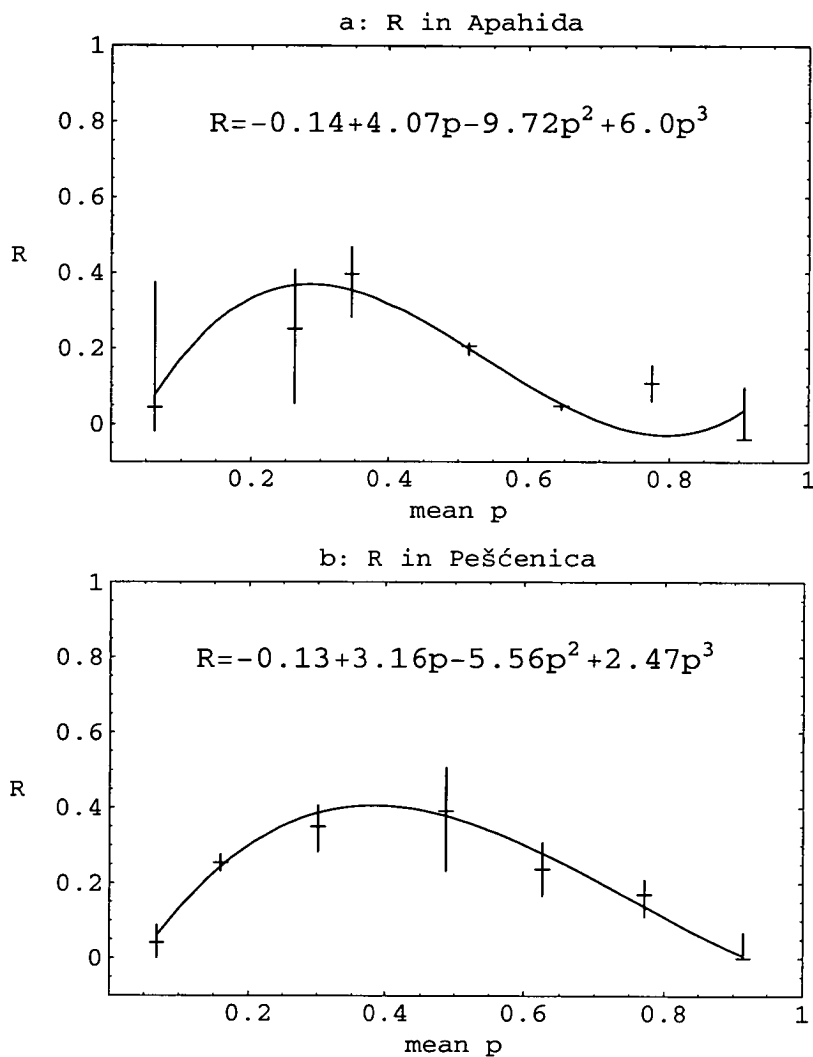 a: R in Apahida
1
0.8
0.6
0.4
0.2
0
R=-0.14+4.07p-9.72p²+6.0p³
R
0.2
0.4
0.6
0.8
1
mean p
b: R in Pešćenica
1
0.8
0.6
0.4
0.2
0
R=-0.13+3.16p-5.56p²+2.47p³
R
0.2
0.4
0.6
0.8
1
mean p